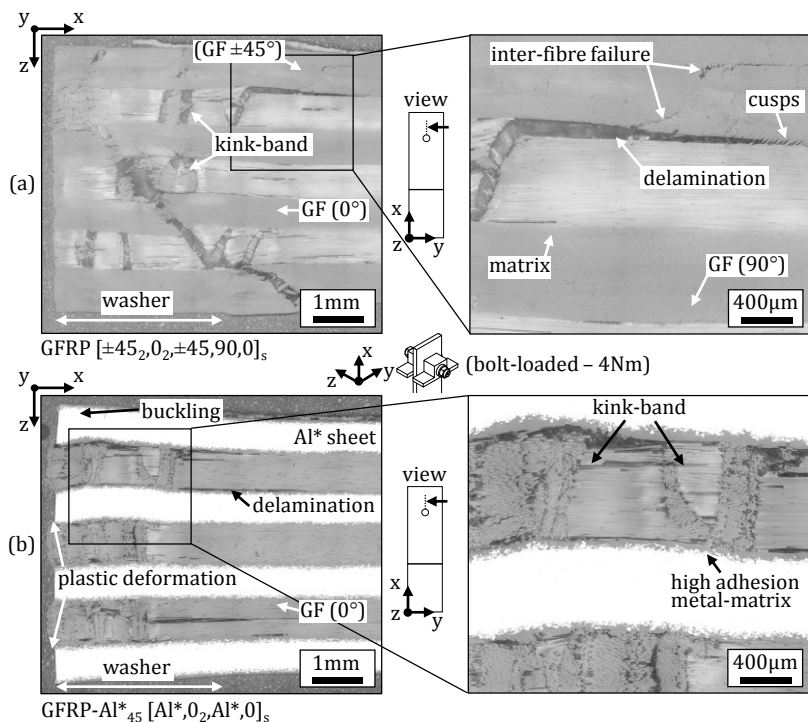 y x
z
(GF ±45°)
kink-band
(a)
GF (0°)
washer
1mm
GFRP [±45₂,0₂,±45,90,0]ₛ
view
x
z y
inter-fibre failure
cusps
delamination
matrix
GF (90°)
400µm
x
z y
(bolt-loaded – 4Nm)
y x
z
buckling
Al* sheet
delamination
(b)
plastic deformation
GF (0°)
washer
1mm
GFRP-Al*₄₅ [Al*,0₂,Al*,0]ₛ
view
x
z y
kink-band
high adhesion
metal-matrix
400µm